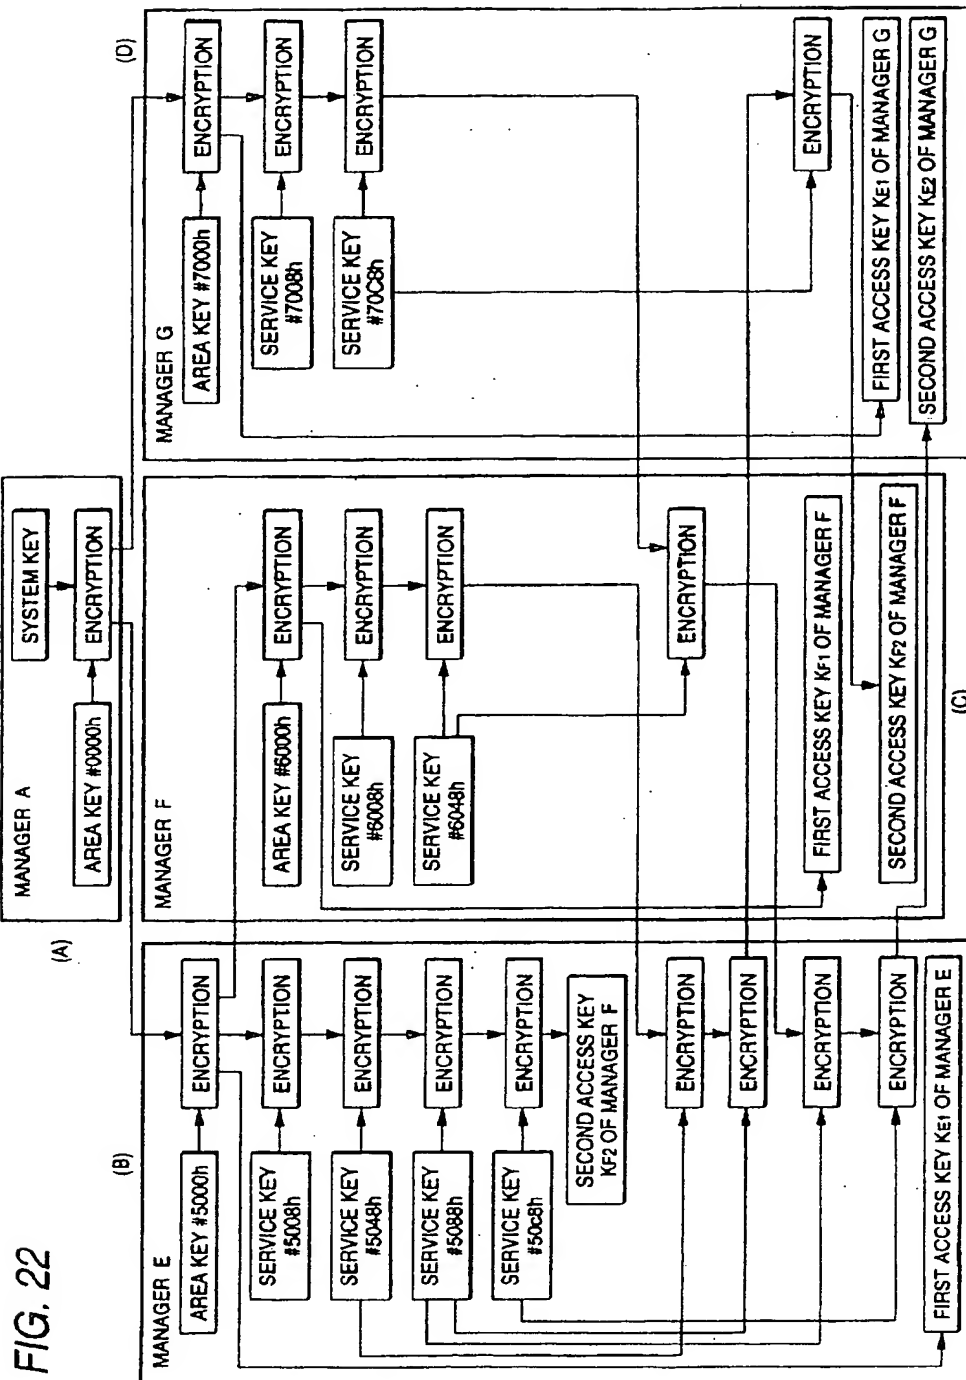 FIG. 22
(A)
MANAGER A
SYSTEM KEY
AREA KEY #0000h
ENCRYPTION
(B)
MANAGER E
AREA KEY #5000h
ENCRYPTION
SERVICE KEY
#5008h
ENCRYPTION
SERVICE KEY
#5048h
ENCRYPTION
SERVICE KEY
#5088h
ENCRYPTION
SERVICE KEY
#50c8h
ENCRYPTION
SECOND ACCESS KEY
KF2 OF MANAGER F
ENCRYPTION
ENCRYPTION
ENCRYPTION
ENCRYPTION
FIRST ACCESS KEY KE1 OF MANAGER E
MANAGER F
AREA KEY #6000h
ENCRYPTION
SERVICE KEY
#6008h
ENCRYPTION
SERVICE KEY
#6048h
ENCRYPTION
ENCRYPTION
FIRST ACCESS KEY KF1 OF MANAGER F
SECOND ACCESS KEY KF2 OF MANAGER F
(C)
(D)
MANAGER G
AREA KEY #7000h
ENCRYPTION
SERVICE KEY
#7008h
ENCRYPTION
SERVICE KEY
#70C8h
ENCRYPTION
ENCRYPTION
FIRST ACCESS KEY KE1 OF MANAGER G
SECOND ACCESS KEY KE2 OF MANAGER G